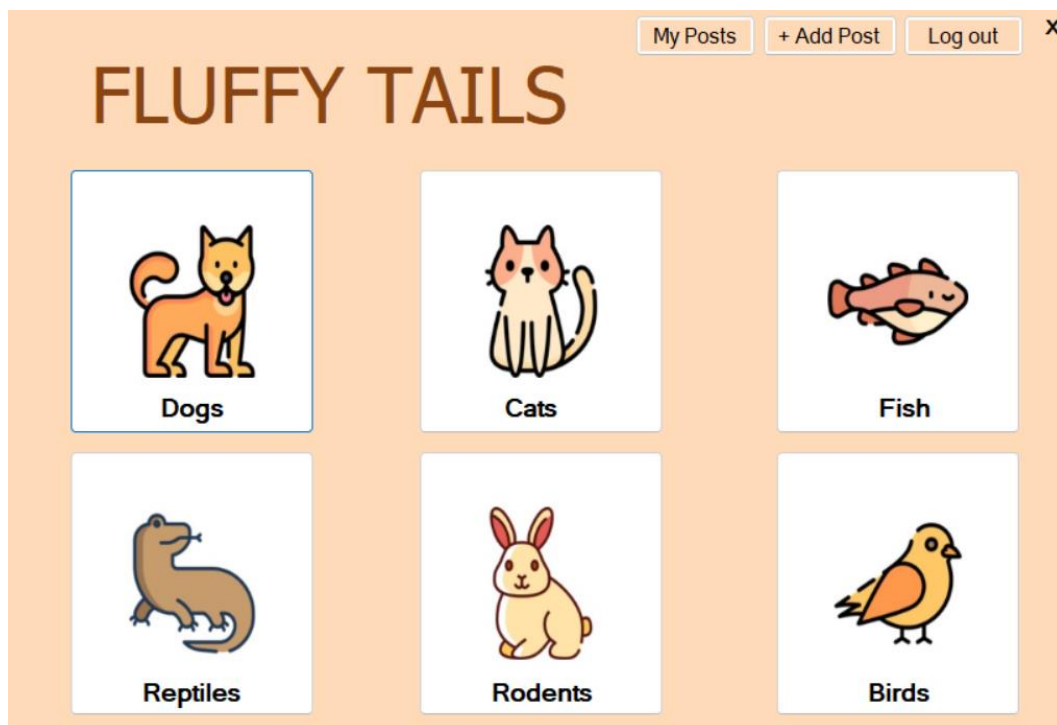 My Posts
+ Add Post
Log out
X
FLUFFY TAILS
Dogs
Cats
Fish
Reptiles
Rodents
Birds